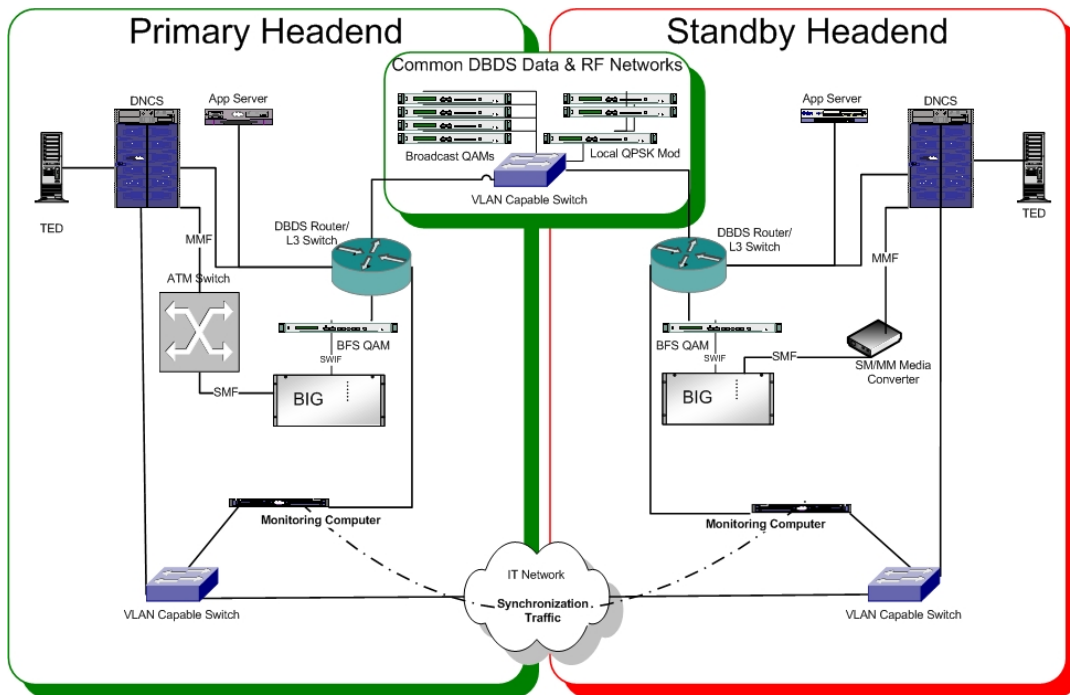 Primary Headend
Standby Headend
Common DBDS Data & RF Networks
DNCS
App Server
App Server
DNCS
Broadcast QAMs
Local QPSK Mod
VLAN Capable Switch
TED
TED
DBDS Router/
L3 Switch
DBDS Router/
L3 Switch
MMF
MMF
ATM Switch
BFS QAM
BFS QAM
SWIF
SWIF
SMF
SMF
SM/MM Media
Converter
BIG
BIG
Monitoring Computer
Monitoring Computer
IT Network
Synchronization
Traffic
VLAN Capable Switch
VLAN Capable Switch